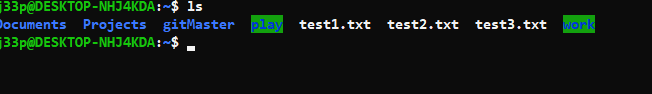 j33p@DESKTOP-NHJ4KDA:~$ ls
Documents Projects gitMaster play test1.txt test2.txt test3.txt work
j33p@DESKTOP-NHJ4KDA:~$